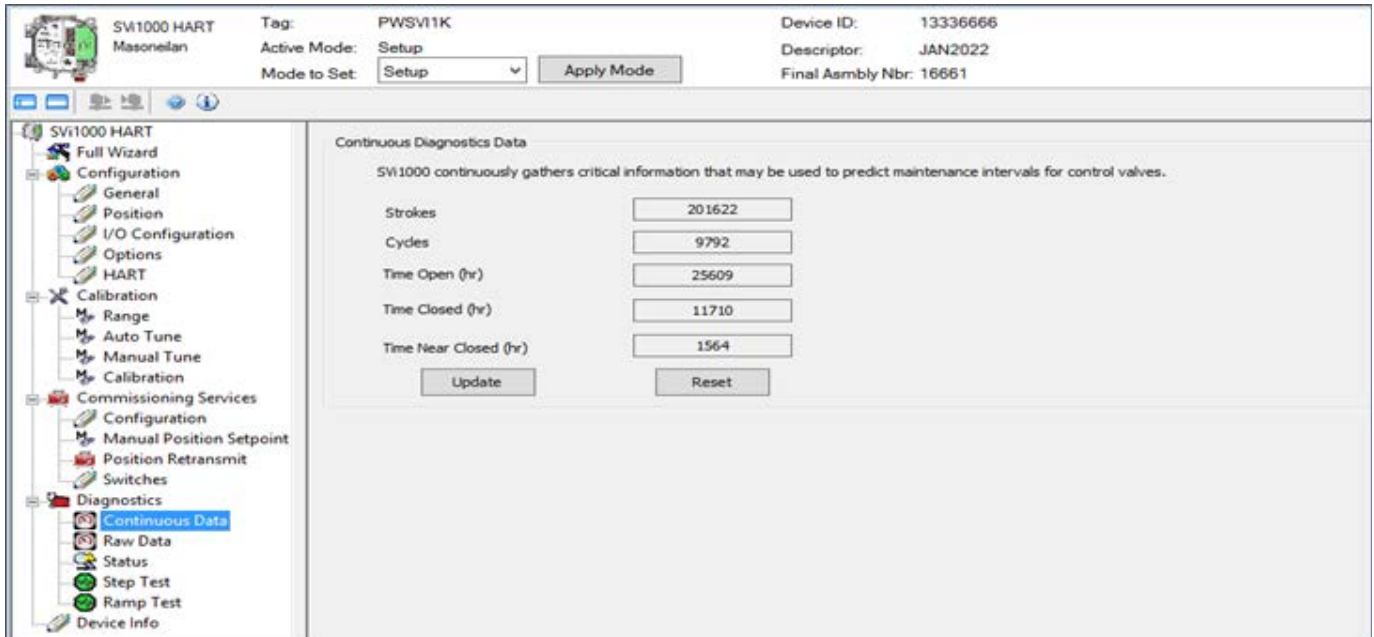 SVi1000 HART
Masoneilan
Tag: PWSVI1K
Active Mode: Setup
Mode to Set: Setup Apply Mode
Device ID: 13336666
Descriptor: JAN2022
Final Asmbly Nbr: 16661
SVi1000 HART
Full Wizard
Configuration
General
Position
I/O Configuration
Options
HART
Calibration
Range
Auto Tune
Manual Tune
Calibration
Commissioning Services
Configuration
Manual Position Setpoint
Position Retransmit
Switches
Diagnostics
Continuous Data
Raw Data
Status
Step Test
Ramp Test
Device Info
Continuous Diagnostics Data
SVi1000 continuously gathers critical information that may be used to predict maintenance intervals for control valves.
Strokes 201622
Cycles 9792
Time Open (hr) 25609
Time Closed (hr) 11710
Time Near Closed (hr) 1564
Update Reset